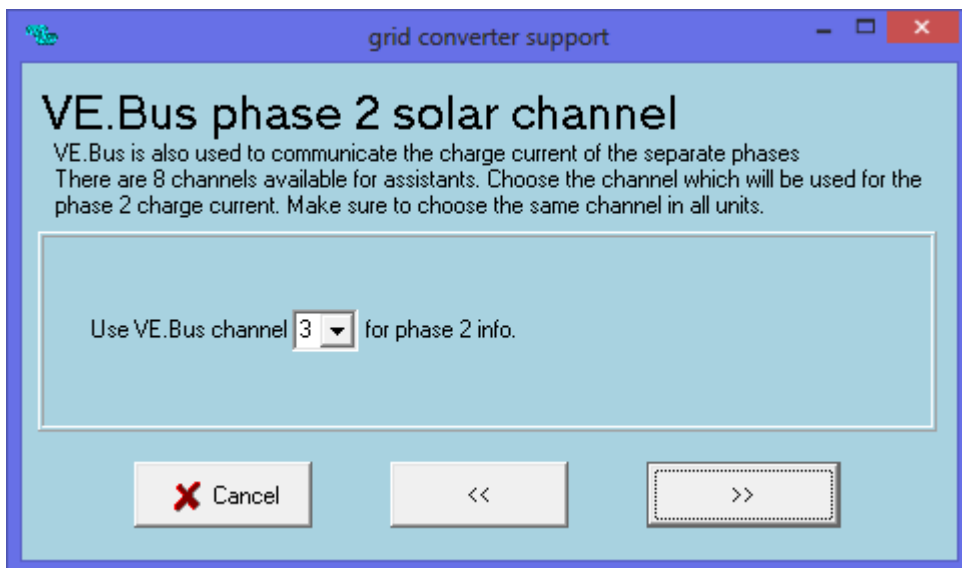 grid converter support
VE.Bus phase 2 solar channel
VE.Bus is also used to communicate the charge current of the separate phases
There are 8 channels available for assistants. Choose the channel which will be used for the
phase 2 charge current. Make sure to choose the same channel in all units.
Use VE.Bus channel 3 for phase 2 info.
Cancel << >>